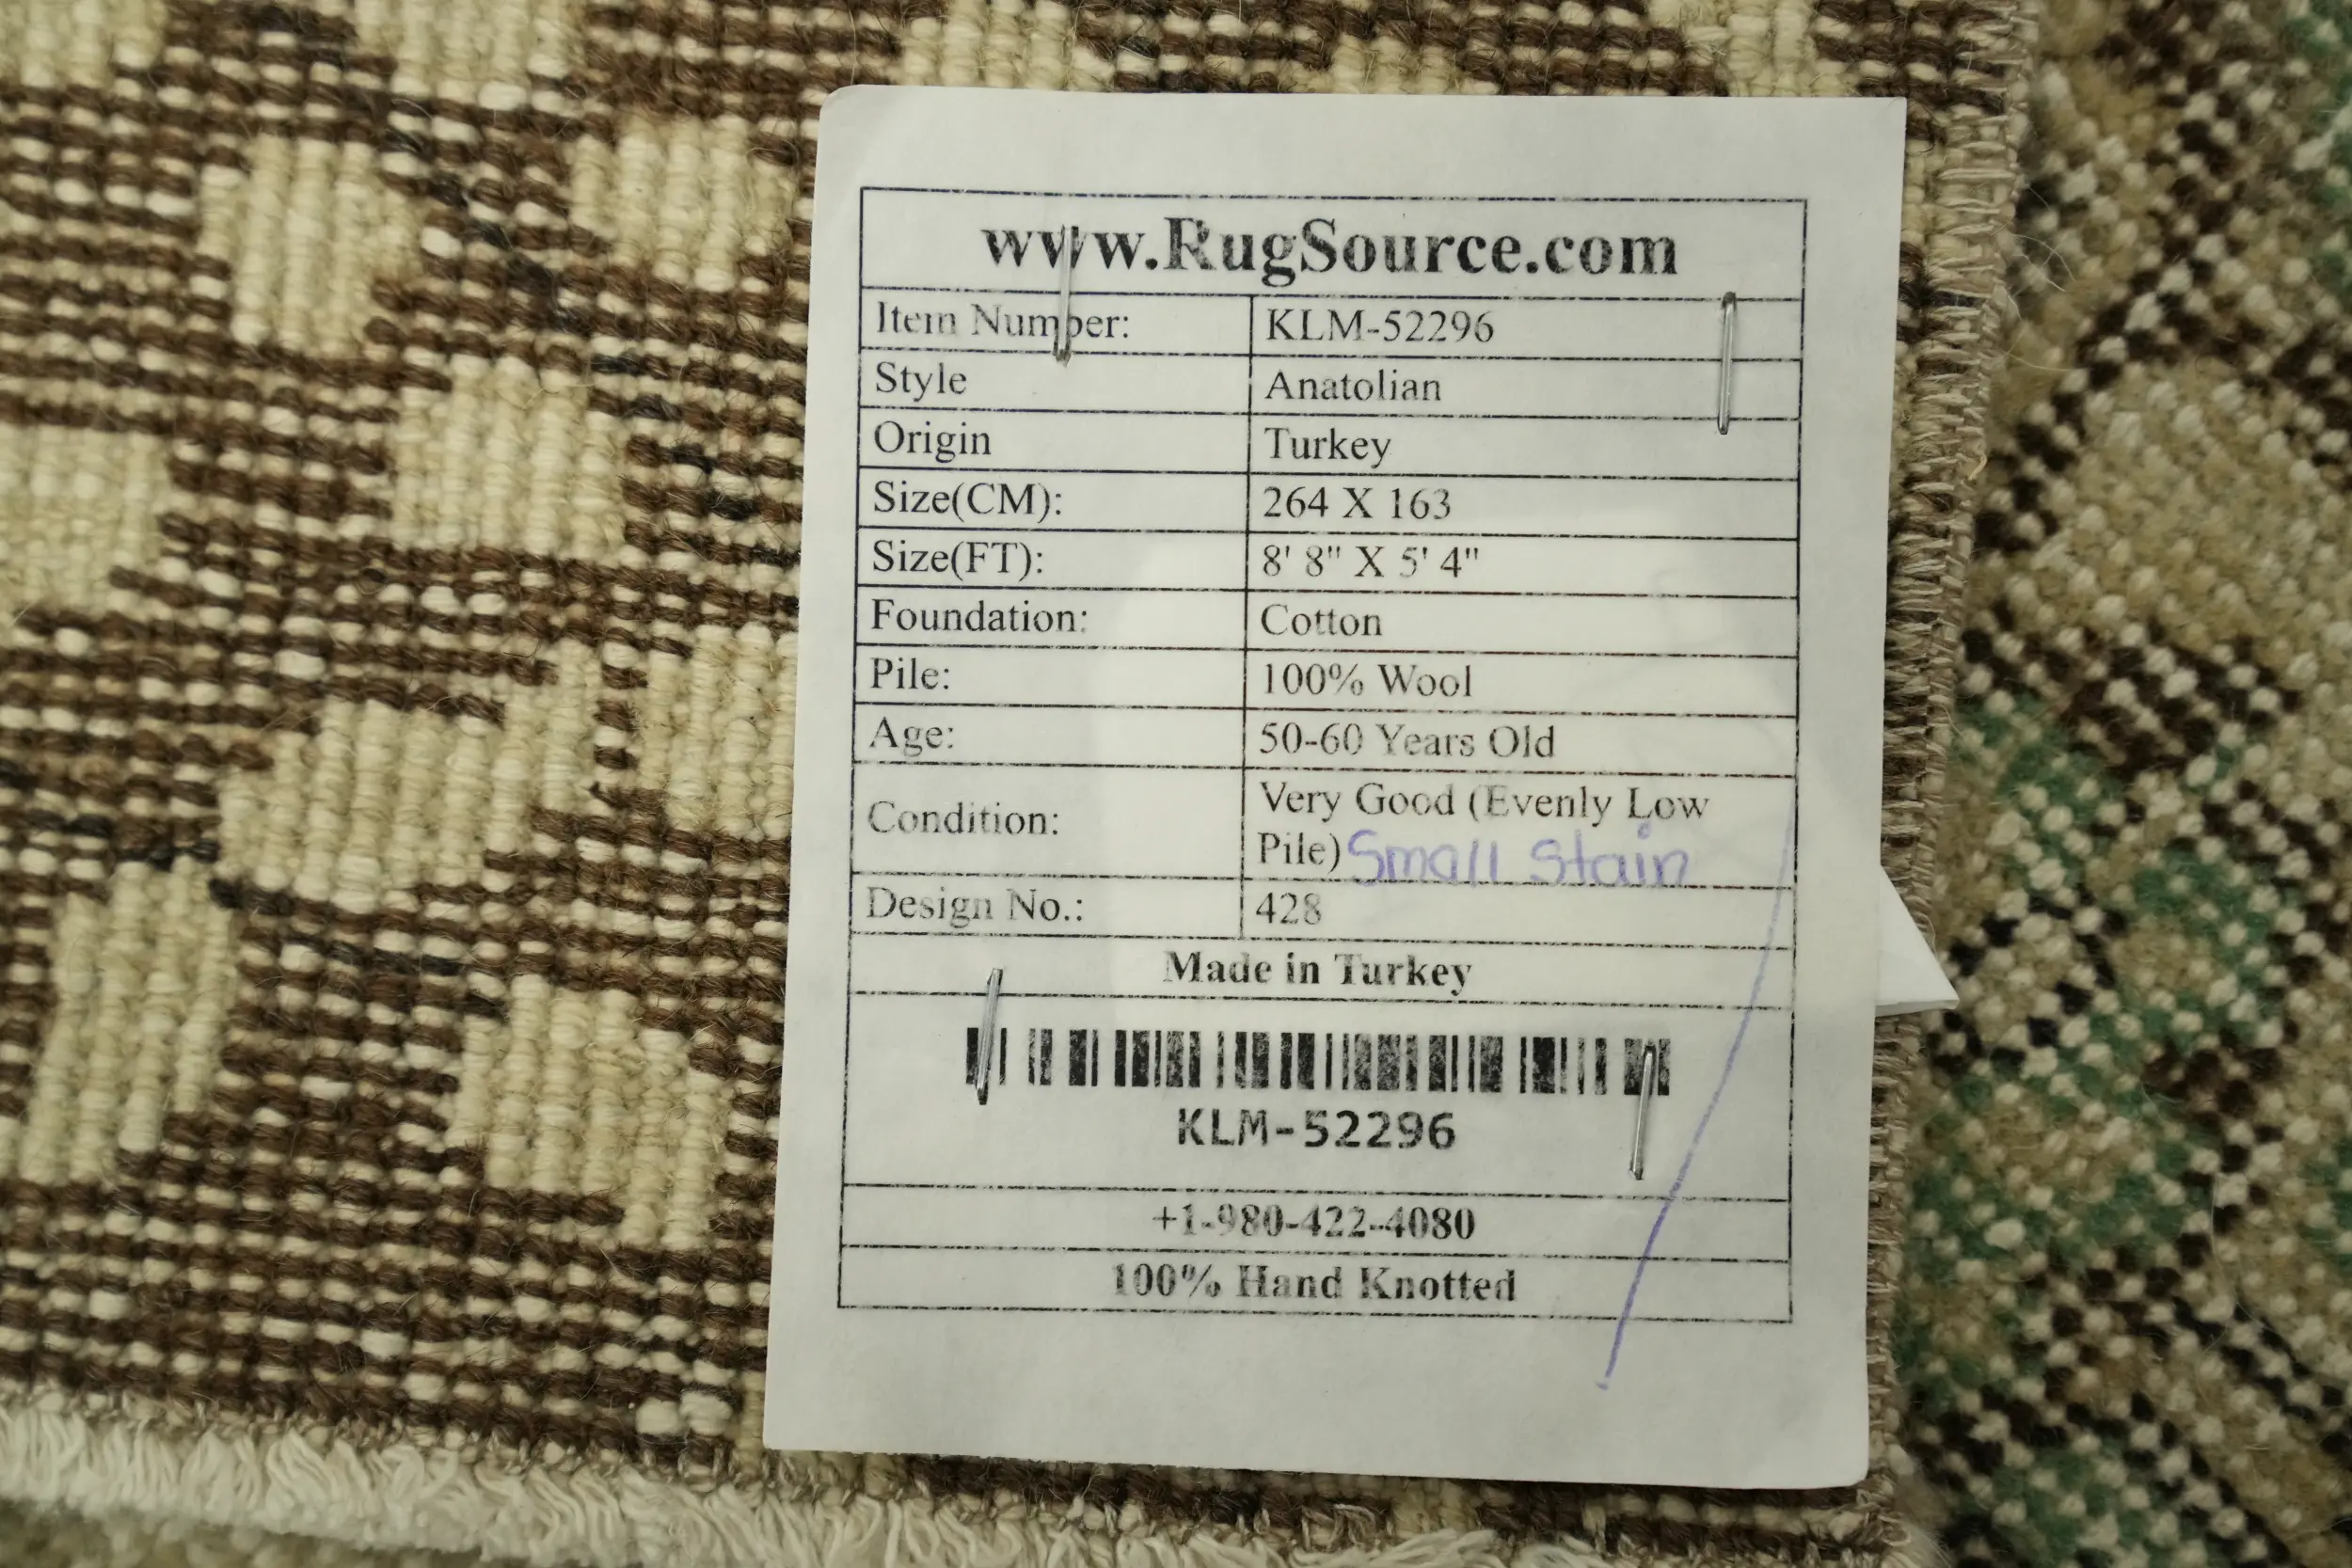 www.RugSource.com
Item Number: KLM-52296
Style Anatolian
Origin Turkey
Size(CM): 264 X 163
Size(FT): 8' 8" X 5' 4"
Foundation: Cotton
Pile: 100% Wool
Age: 50-60 Years Old
Condition: Very Good (Evenly Low
Pile) Small Stain
Design No.: 428
Made in Turkey
KLM-52296
+1-980-422-4080
100% Hand Knotted